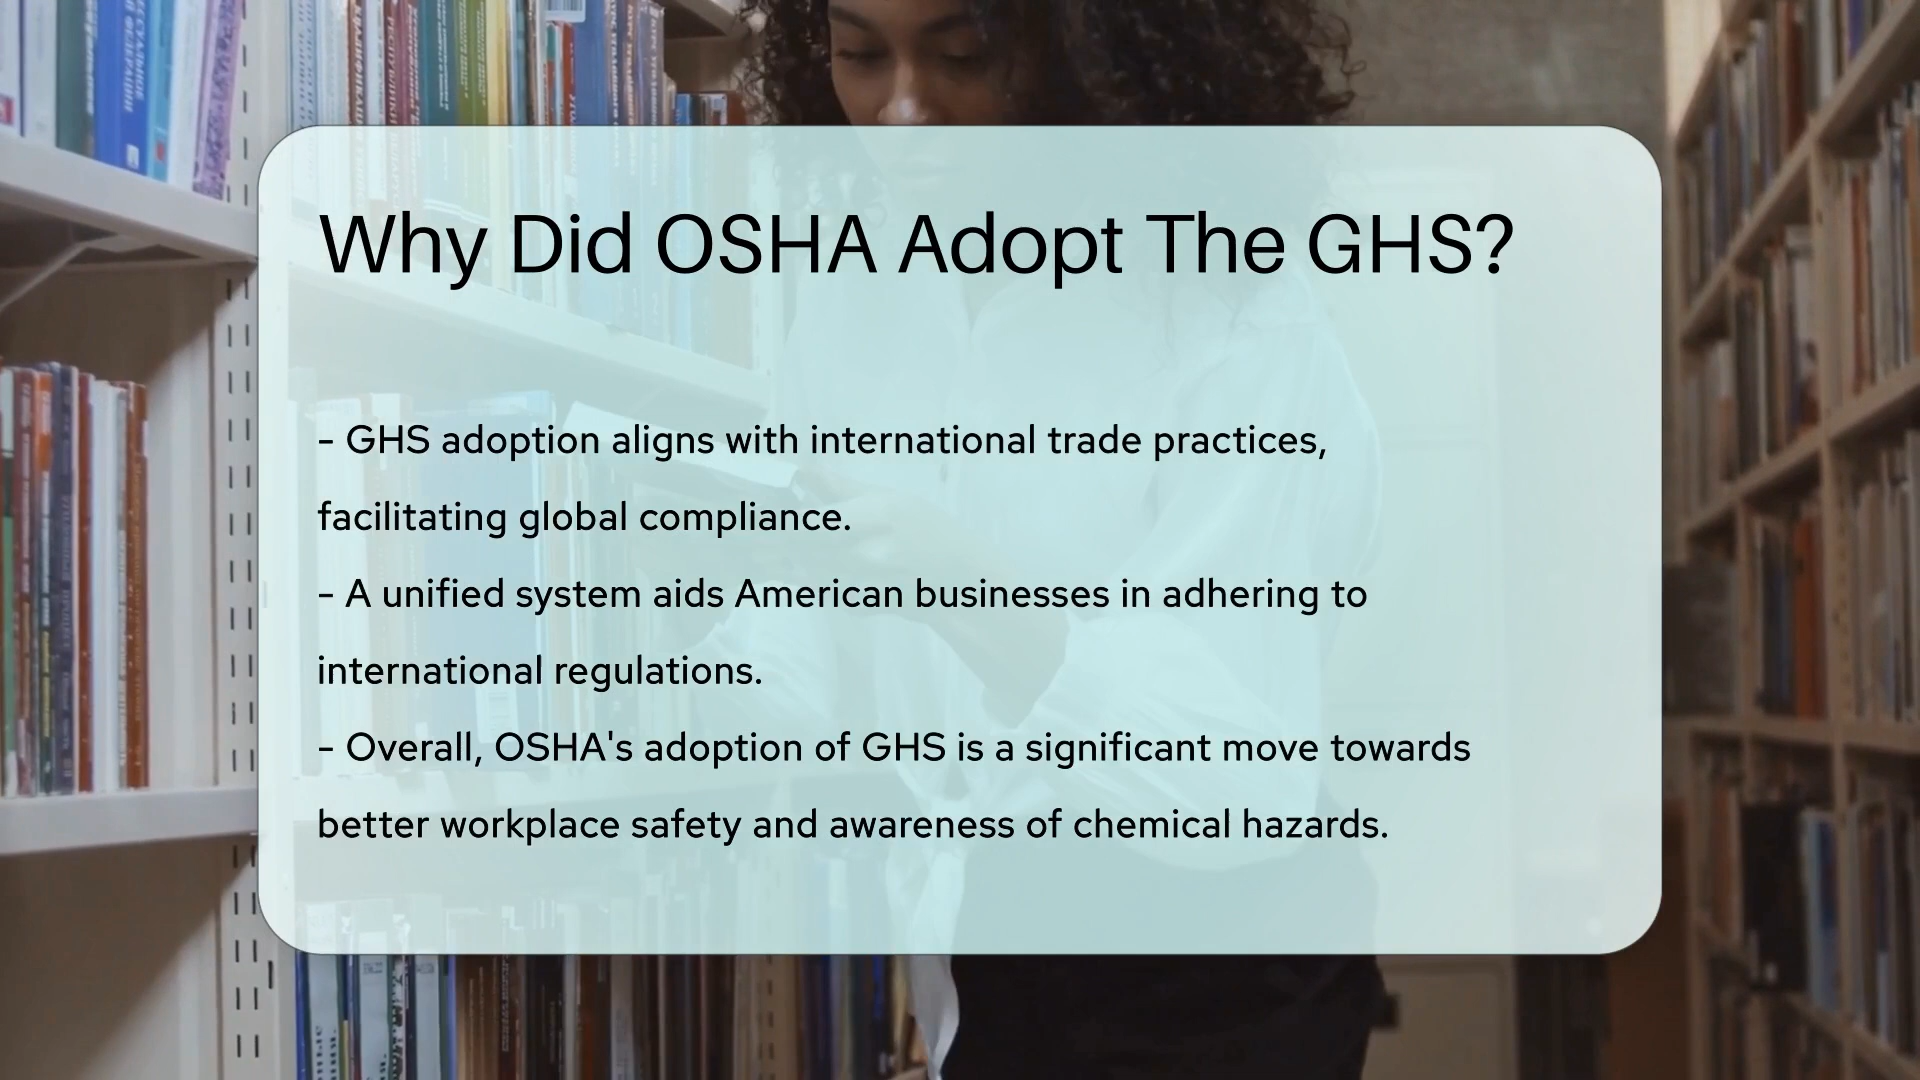 Why Did OSHA Adopt The GHS?
- GHS adoption aligns with international trade practices,
facilitating global compliance.
- A unified system aids American businesses in adhering to
international regulations.
- Overall, OSHA's adoption of GHS is a significant move towards
better workplace safety and awareness of chemical hazards.